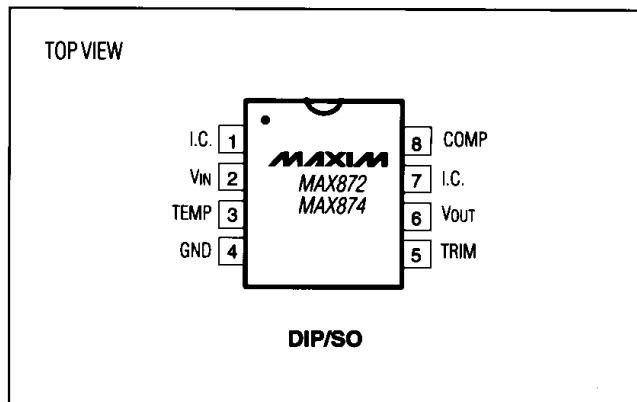 TOP VIEW
I.C. 1
VIN 2
TEMP 3
GND 4
MAXIM
MAX872
MAX874
8 COMP
7 I.C.
6 VOUT
5 TRIM
DIP/SO